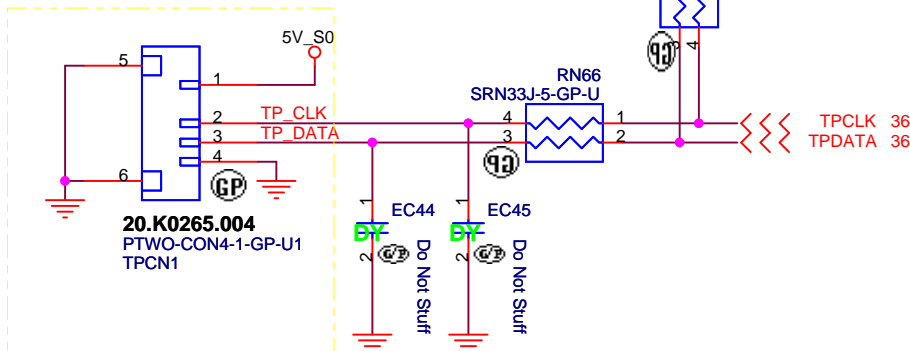 3
4
GP
5V_S0
5
1
RN66
SRN33J-5-GP-U
2
TP_CLK
4
1
TPCLK 36
3
TP_DATA
3
2
TPDATA 36
4
GP
6
GP
20.K0265.004
PTWO-CON4-1-GP-U1
TPCN1
1
EC44
DY
2
G/P
Do Not Stuff
1
EC45
DY
2
G/P
Do Not Stuff